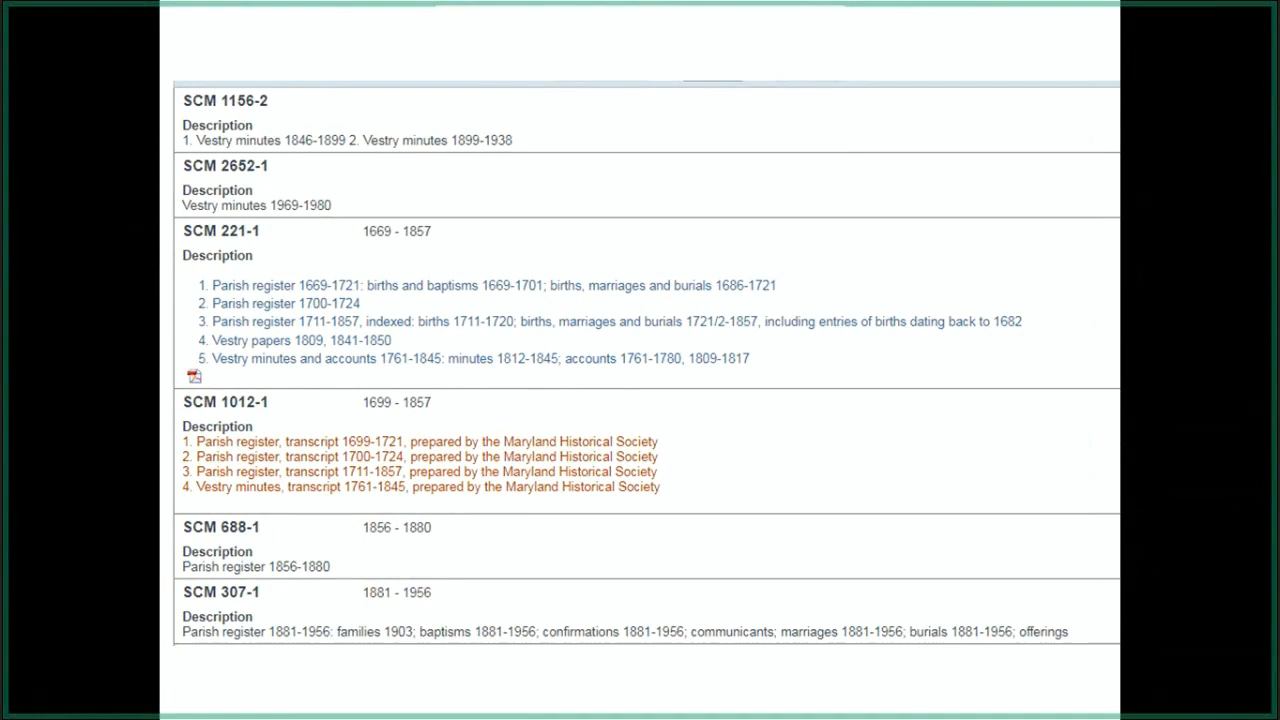 SCM 1156-2
Description
1. Vestry minutes 1846-1899 2. Vestry minutes 1899-1938
SCM 2652-1
Description
Vestry minutes 1969-1980
SCM 221-1 1669 - 1857
Description
1. Parish register 1669-1721: births and baptisms 1669-1701; births, marriages and burials 1686-1721
2. Parish register 1700-1724
3. Parish register 1711-1857, indexed: births 1711-1720; births, marriages and burials 1721/2-1857, including entries of births dating back to 1682
4. Vestry papers 1809, 1841-1850
5. Vestry minutes and accounts 1761-1845: minutes 1812-1845; accounts 1761-1780, 1809-1817
SCM 1012-1 1699 - 1857
Description
1. Parish register, transcript 1699-1721, prepared by the Maryland Historical Society
2. Parish register, transcript 1700-1724, prepared by the Maryland Historical Society
3. Parish register, transcript 1711-1857, prepared by the Maryland Historical Society
4. Vestry minutes, transcript 1761-1845, prepared by the Maryland Historical Society
SCM 688-1 1856 - 1880
Description
Parish register 1856-1880
SCM 307-1 1881 - 1956
Description
Parish register 1881-1956: families 1903; baptisms 1881-1956; confirmations 1881-1956; communicants; marriages 1881-1956; burials 1881-1956; offerings